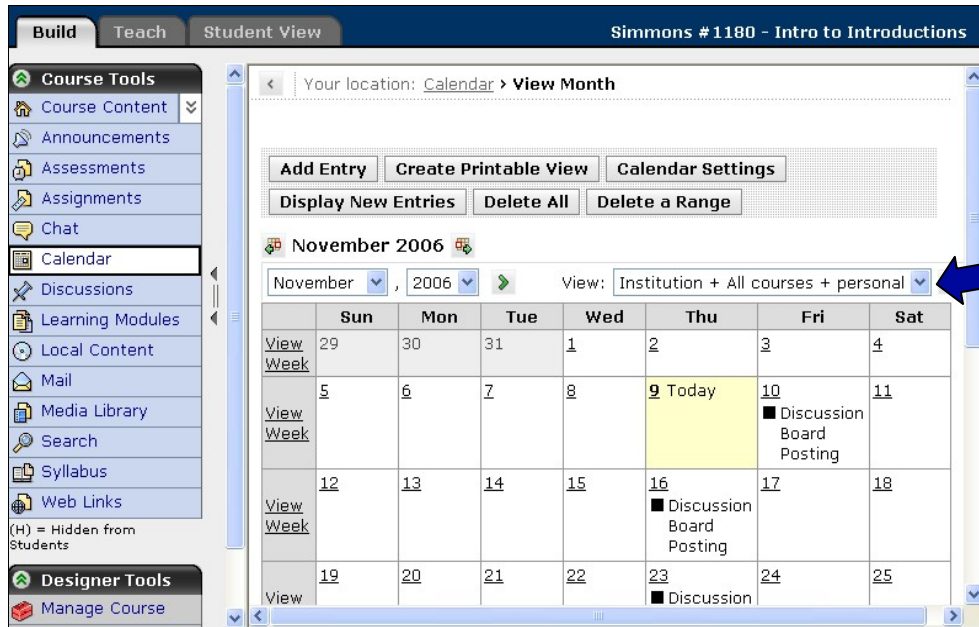 Build
Teach
Student View
Simmons #1180 - Intro to Introductions
Course Tools
Course Content
Announcements
Assessments
Assignments
Chat
Calendar
Discussions
Learning Modules
Local Content
Mail
Media Library
Search
Syllabus
Web Links
(H) = Hidden from
Students
Designer Tools
Manage Course
Your location: Calendar > View Month
Add Entry
Create Printable View
Calendar Settings
Display New Entries
Delete All
Delete a Range
November 2006
November , 2006 View: Institution + All courses + personal
Sun Mon Tue Wed Thu Fri Sat
View
Week
29 30 31 1 2 3 4
View
Week
5 6 7 8 9 Today 10 11
Discussion
Board
Posting
View
Week
12 13 14 15 16 17 18
Discussion
Board
Posting
View
19 20 21 22 23 24 25
Discussion